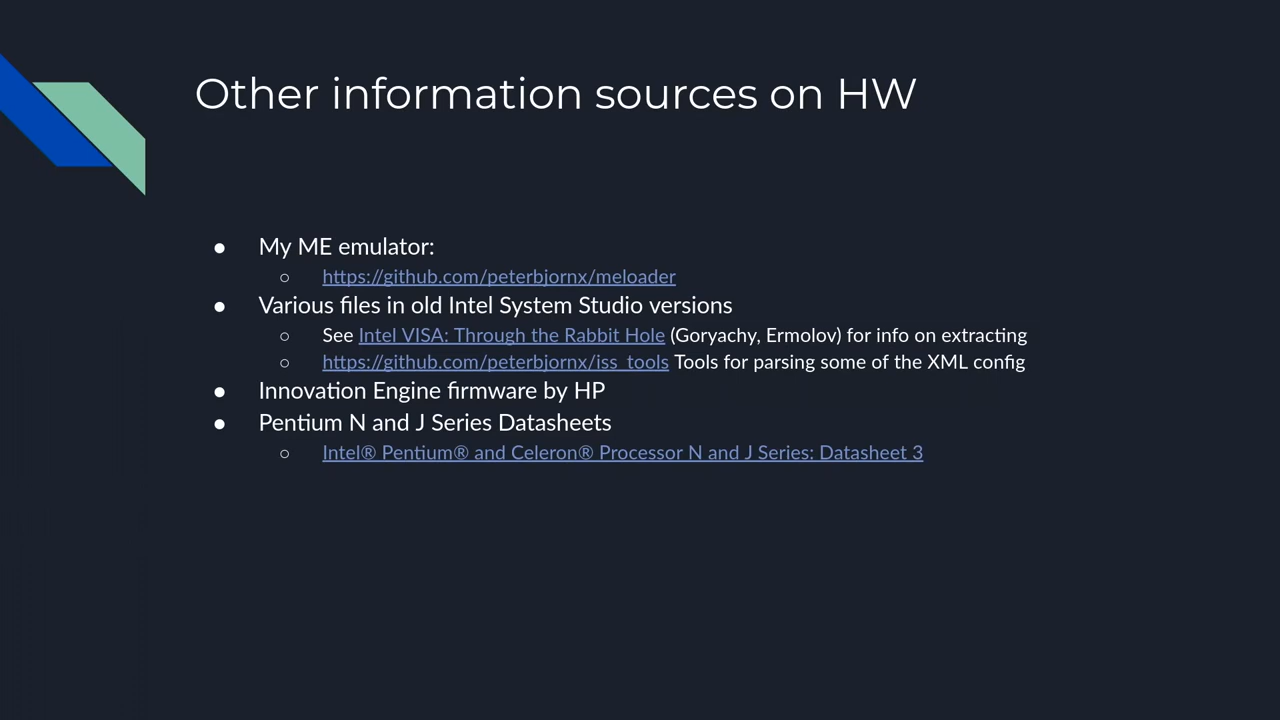 Other information sources on HW
● My ME emulator:
○ https://github.com/peterbjornx/meloader
● Various files in old Intel System Studio versions
○ See Intel VISA: Through the Rabbit Hole (Goryachy, Ermolov) for info on extracting
○ https://github.com/peterbjornx/iss_tools Tools for parsing some of the XML config
● Innovation Engine firmware by HP
● Pentium N and J Series Datasheets
○ Intel® Pentium® and Celeron® Processor N and J Series: Datasheet 3